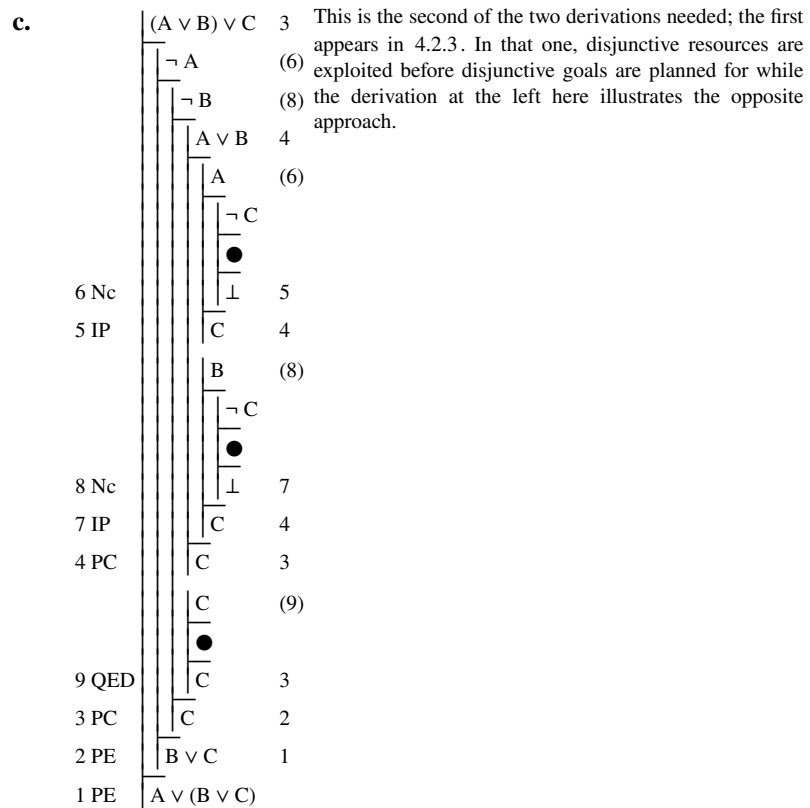 c. (A ∨ B) ∨ C 3
¬ A (6)
¬ B (8)
A ∨ B 4
A (6)
¬ C
●
6 Nc ⊥ 5
5 IP C 4
B (8)
¬ C
●
8 Nc ⊥ 7
7 IP C 4
4 PC C 3
C (9)
●
9 QED C 3
3 PC C 2
2 PE B ∨ C 1
1 PE A ∨ (B ∨ C)
This is the second of the two derivations needed; the first
appears in 4.2.3. In that one, disjunctive resources are
exploited before disjunctive goals are planned for while
the derivation at the left here illustrates the opposite
approach.